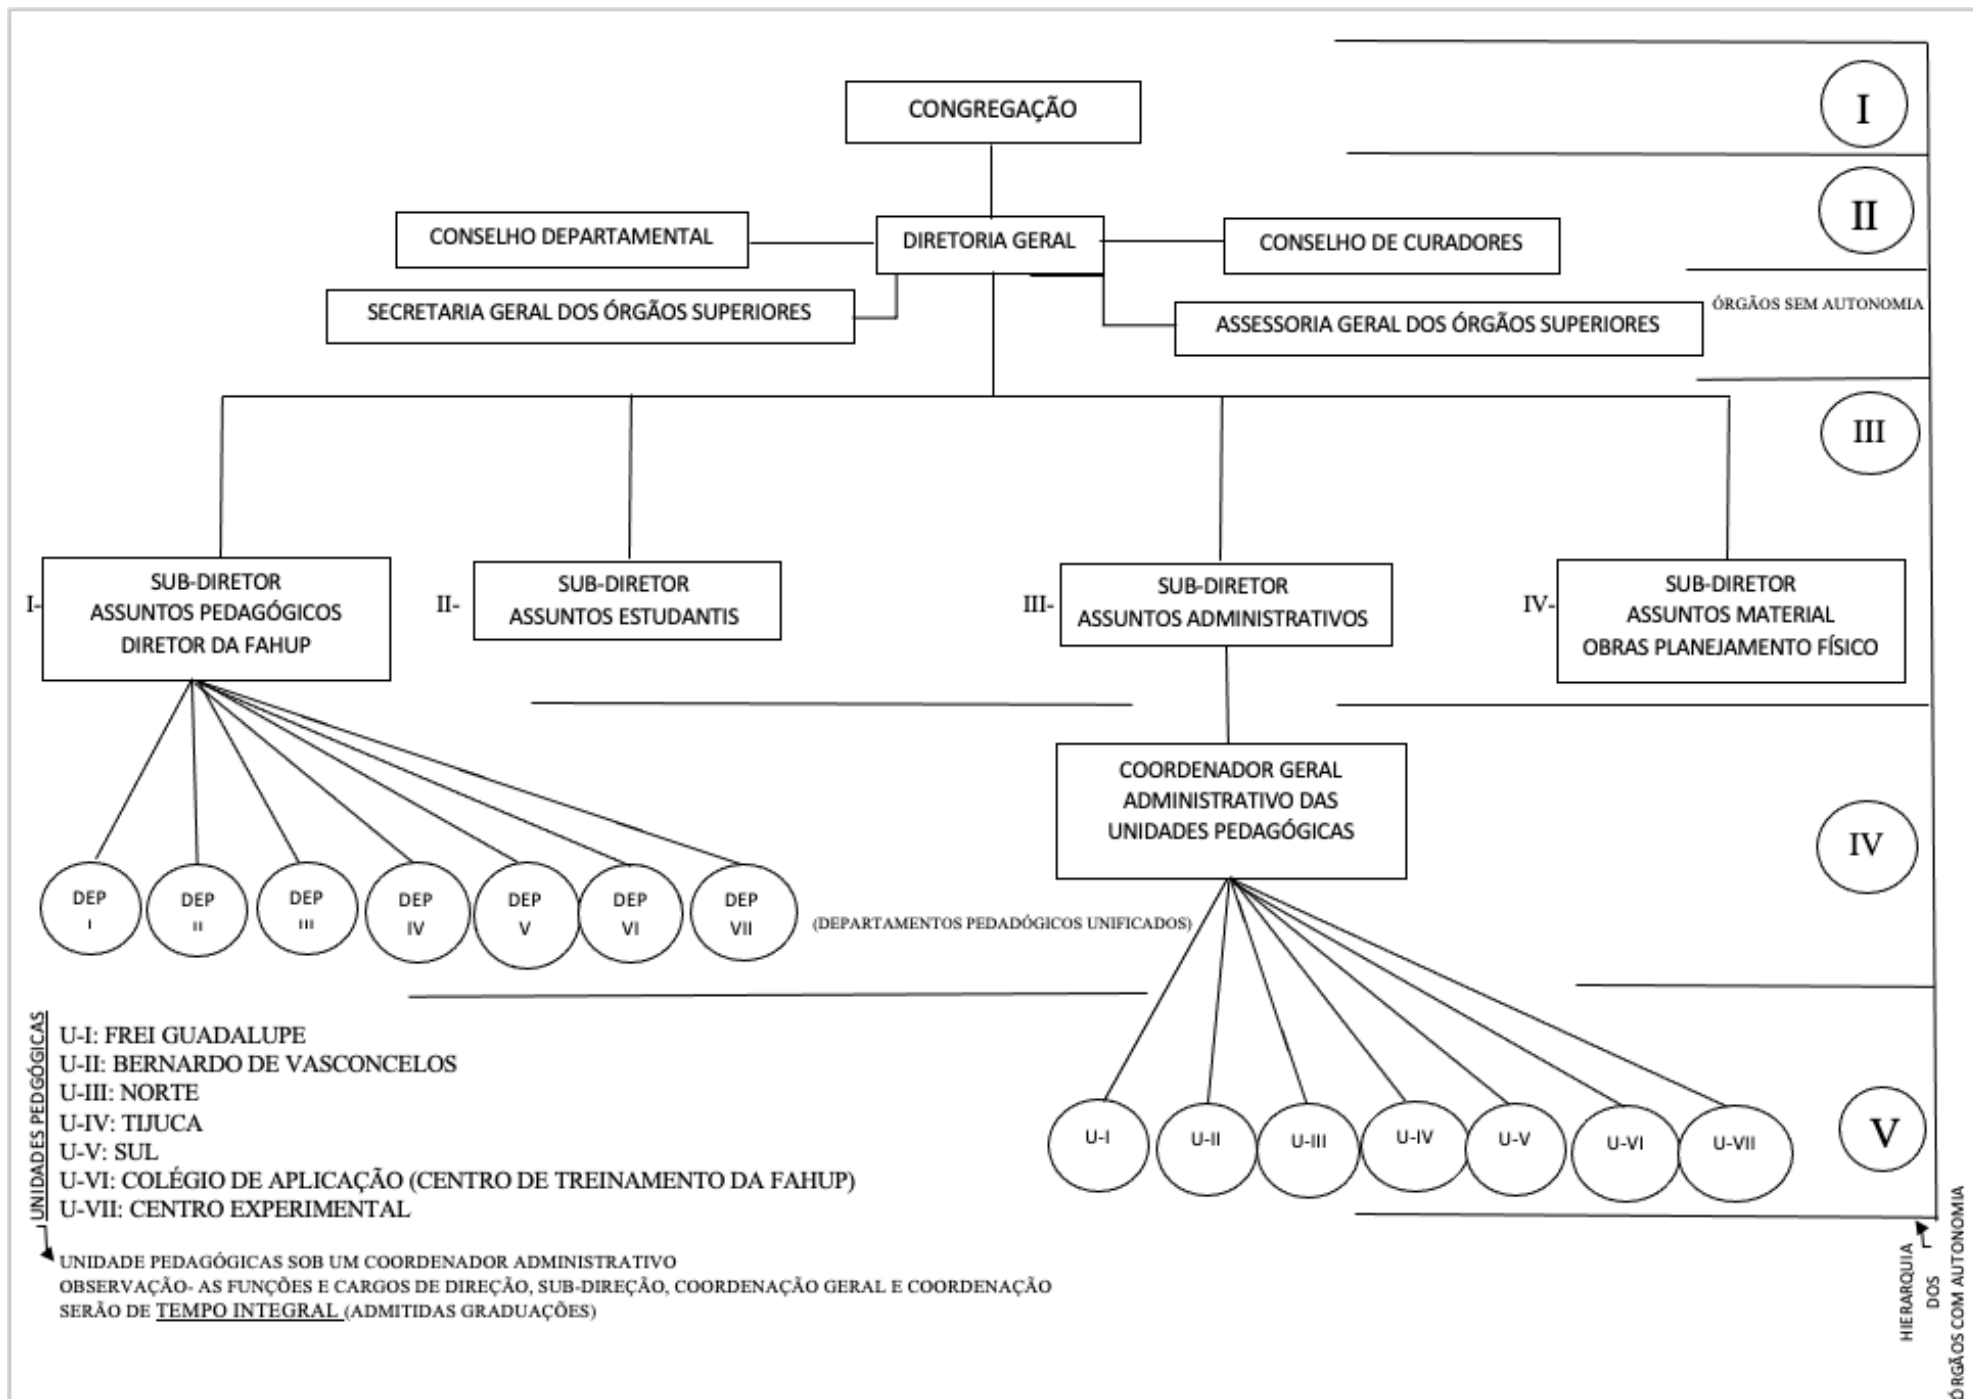 CONGREGAÇÃO
I
CONSELHO DEPARTAMENTAL
DIRETORIA GERAL
CONSELHO DE CURADORES
II
SECRETARIA GERAL DOS ÓRGÃOS SUPERIORES
ASSESSORIA GERAL DOS ÓRGÃOS SUPERIORES
ÓRGÃOS SEM AUTONOMIA
III
I-
SUB-DIRETOR
ASSUNTOS PEDAGÓGICOS
DIRETOR DA FAHUP
II-
SUB-DIRETOR
ASSUNTOS ESTUDANTIS
III-
SUB-DIRETOR
ASSUNTOS ADMINISTRATIVOS
IV-
SUB-DIRETOR
ASSUNTOS MATERIAL
OBRAS PLANEJAMENTO FÍSICO
COORDENADOR GERAL
ADMINISTRATIVO DAS
UNIDADES PEDAGÓGICAS
IV
DEP
I
DEP
II
DEP
III
DEP
IV
DEP
V
DEP
VI
DEP
VII
(DEPARTAMENTOS PEDADÓGICOS UNIFICADOS)
UNIDADES PEDGÓGICAS
U-I: FREI GUADALUPE
U-II: BERNARDO DE VASCONCELOS
U-III: NORTE
U-IV: TIJUCA
U-V: SUL
U-VI: COLÉGIO DE APLICAÇÃO (CENTRO DE TREINAMENTO DA FAHUP)
U-VII: CENTRO EXPERIMENTAL
U-I
U-II
U-III
U-IV
U-V
U-VI
U-VII
V
UNIDADE PEDAGÓGICAS SOB UM COORDENADOR ADMINISTRATIVO
OBSERVAÇÃO- AS FUNÇÕES E CARGOS DE DIREÇÃO, SUB-DIREÇÃO, COORDENAÇÃO GERAL E COORDENAÇÃO
SERÃO DE TEMPO INTEGRAL (ADMITIDAS GRADUAÇÕES)
HIERARQUIA
DOS
ÓRGÃOS COM AUTONOMIA